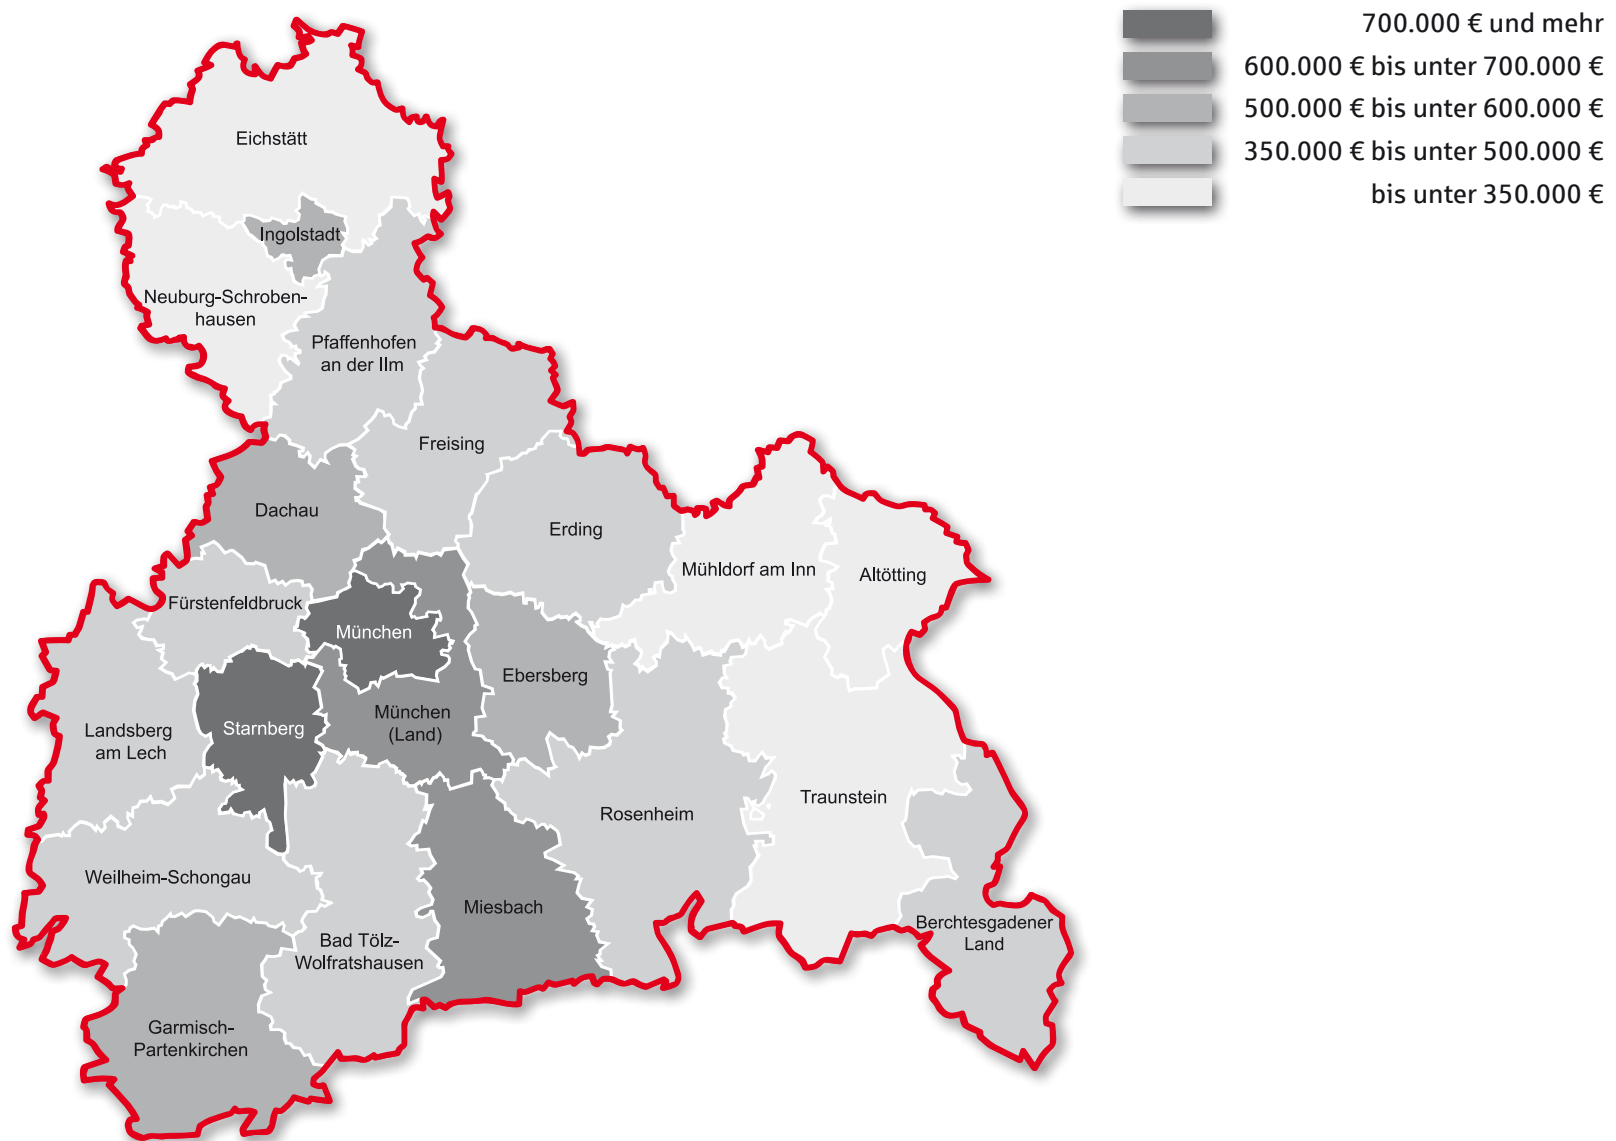 700.000 € und mehr
600.000 € bis unter 700.000 €
500.000 € bis unter 600.000 €
350.000 € bis unter 500.000 €
bis unter 350.000 €
Eichstätt
Ingolstadt
Neuburg-Schroben-
hausen
Pfaffenhofen
an der Ilm
Freising
Dachau
Erding
Mühldorf am Inn
Altötting
Fürstenfeldbruck
München
Ebersberg
München
(Land)
Starnberg
Landsberg
am Lech
Traunstein
Rosenheim
Weilheim-Schongau
Miesbach
Berchtesgadener
Land
Bad Tölz-
Wolfratshausen
Garmisch-
Partenkirchen